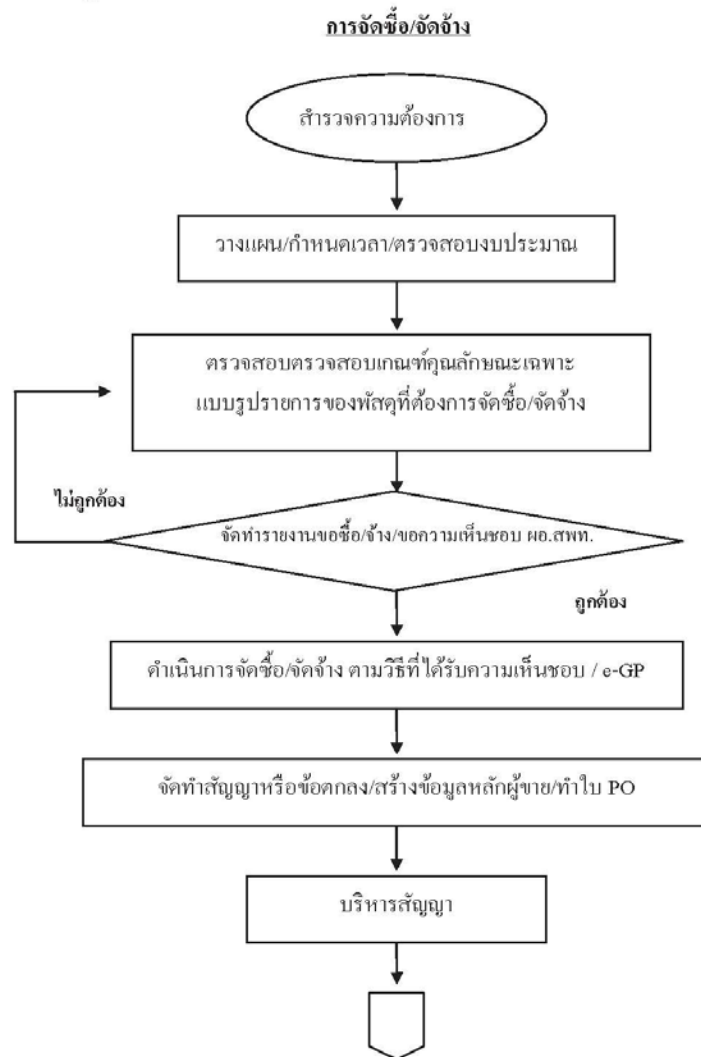 การจัดซื้อ/จัดจ้าง
สำรวจความต้องการ
วางแผน/กำหนดเวลา/ตรวจสอบงบประมาณ
ตรวจสอบตรวจสอบเกณฑ์คุณลักษณะเฉพาะ
แบบรูปรายการของพัสดุที่ต้องการจัดซื้อ/จัดจ้าง
ไม่ถูกต้อง
จัดทำรายงานขอซื้อ/จ้าง/ขอความเห็นชอบ ผอ.สพท.
ถูกต้อง
ดำเนินการจัดซื้อ/จัดจ้าง ตามวิธีที่ได้รับความเห็นชอบ / e-GP
จัดทำสัญญาหรือข้อตกลง/สร้างข้อมูลหลักผู้ขาย/ทำใบ PO
บริหารสัญญา